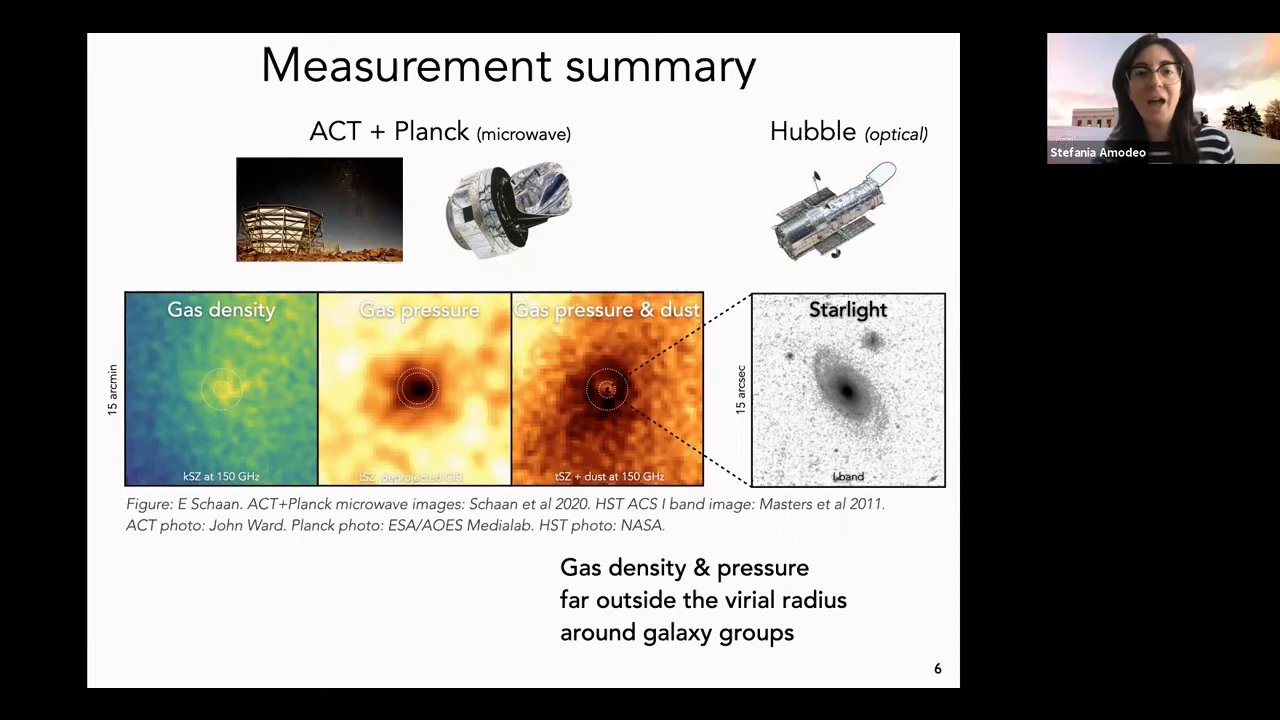 Measurement summary
ACT + Planck (microwave)
Hubble (optical)
Stefania Amodeo
Gas density
Gas pressure
Gas pressure & dust
Starlight
15 arcmin
15 arcsec
kSZ at 150 GHz
tSZ deprojected CIB
tSZ + dust at 150 GHz
I band
Figure: E Schaan. ACT+Planck microwave images: Schaan et al 2020. HST ACS I band image: Masters et al 2011.
ACT photo: John Ward. Planck photo: ESA/AOES Medialab. HST photo: NASA.
Gas density & pressure
far outside the virial radius
around galaxy groups
6